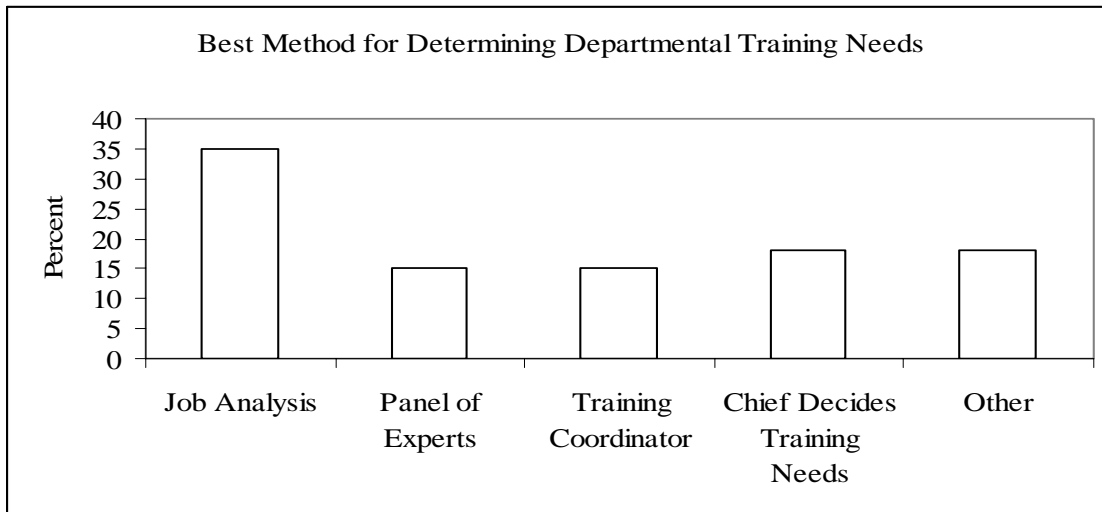 Best Method for Determining Departmental Training Needs
40
35
30
25
20
15
10
5
0
Percent
Job Analysis
Panel of
Experts
Training
Coordinator
Chief Decides
Training
Needs
Other